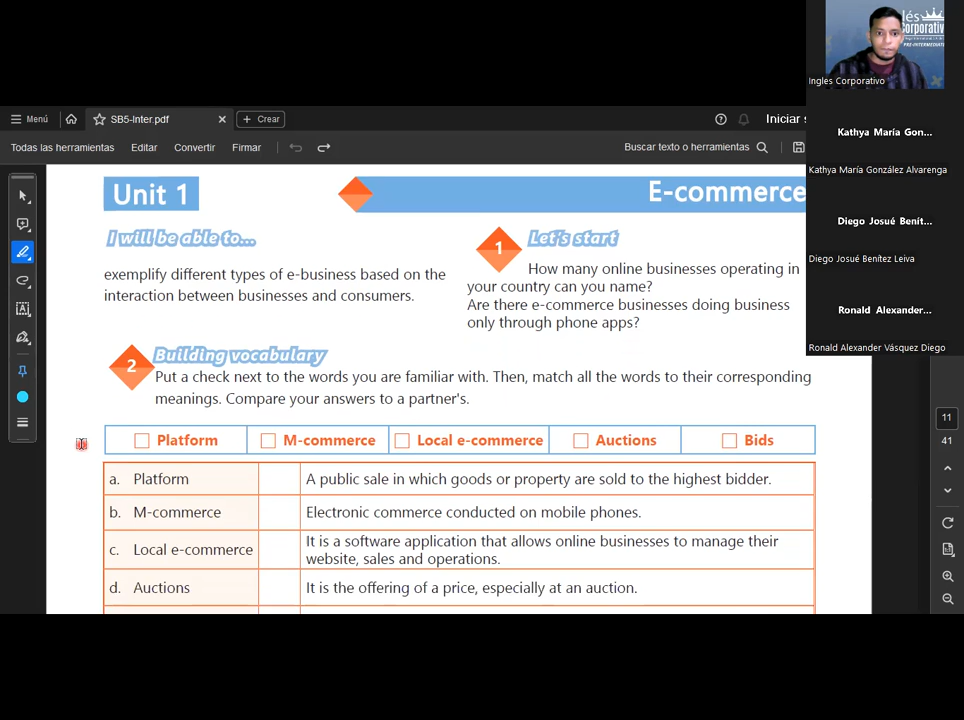 lés
corporativo
PRE-INTERMEDIATE
Ingles Corporativo
Menú
SB5-Inter.pdf
Crear
Iniciar s
Todas las herramientas
Editar
Convertir
Firmar
Buscar texto o herramientas
Kathya María Gon...
Kathya María González Alvarenga
Diego Josué Benít...
Diego Josué Benítez Leiva
Ronald Alexander...
Ronald Alexander Vásquez Diego
Unit 1
E-commerce
I will be able to...
exemplify different types of e-business based on the
interaction between businesses and consumers.
1
Let's start
How many online businesses operating in
your country can you name?
Are there e-commerce businesses doing business
only through phone apps?
2
Building vocabulary
Put a check next to the words you are familiar with. Then, match all the words to their corresponding
meanings. Compare your answers to a partner's.
Platform
M-commerce
Local e-commerce
Auctions
Bids
a. Platform
A public sale in which goods or property are sold to the highest bidder.
b. M-commerce
Electronic commerce conducted on mobile phones.
c. Local e-commerce
It is a software application that allows online businesses to manage their
website, sales and operations.
d. Auctions
It is the offering of a price, especially at an auction.
11
41